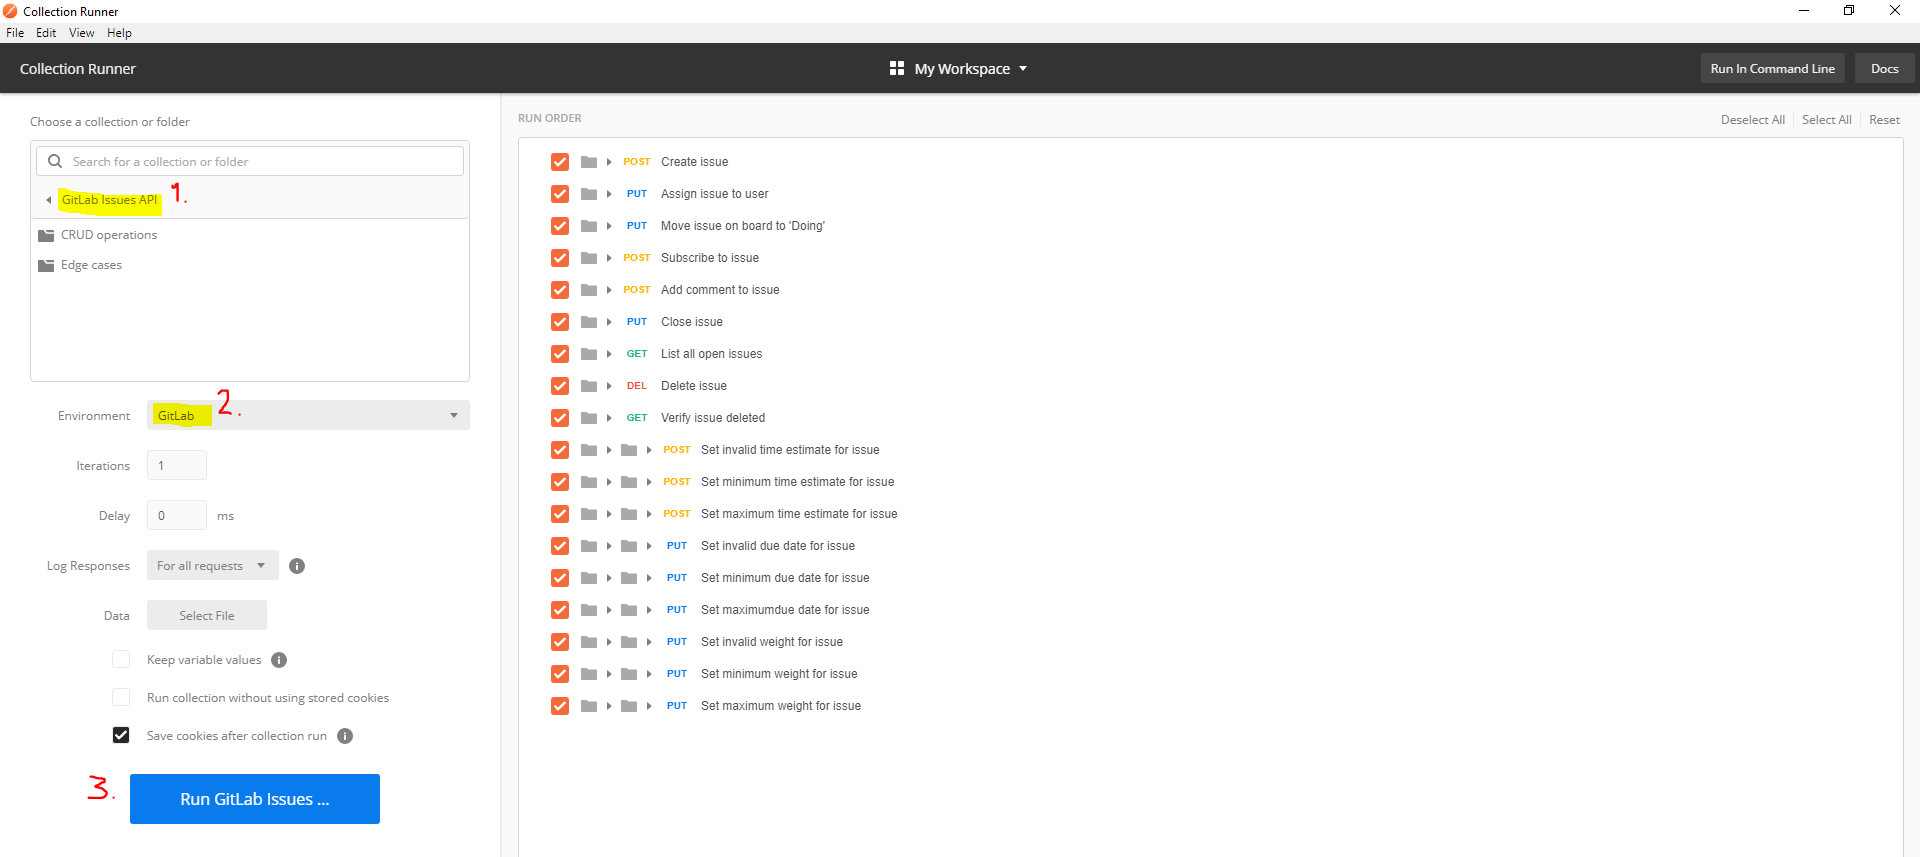 Collection Runner
File Edit View Help
Collection Runner
My Workspace
Run In Command Line
Docs
Choose a collection or folder
Search for a collection or folder
GitLab Issues API 1.
CRUD operations
Edge cases
Environment GitLab 2.
Iterations 1
Delay 0 ms
Log Responses For all requests
Data Select File
Keep variable values
Run collection without using stored cookies
Save cookies after collection run
3. Run GitLab Issues ...
RUN ORDER
Deselect All Select All Reset
POST Create issue
PUT Assign issue to user
PUT Move issue on board to 'Doing'
POST Subscribe to issue
POST Add comment to issue
PUT Close issue
GET List all open issues
DEL Delete issue
GET Verify issue deleted
POST Set invalid time estimate for issue
POST Set minimum time estimate for issue
POST Set maximum time estimate for issue
PUT Set invalid due date for issue
PUT Set minimum due date for issue
PUT Set maximumdue date for issue
PUT Set invalid weight for issue
PUT Set minimum weight for issue
PUT Set maximum weight for issue